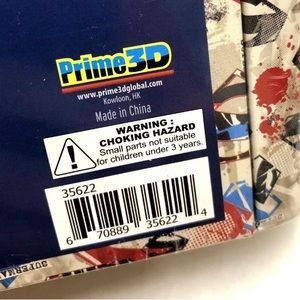 Prime3D
www.prime3dglobal.com
Kowloon, HK
Made in China
WARNING :
CHOKING HAZARD
Small parts not suitable
for children under 3 years.
35622
6 70889 35622 4
SUPERMAN